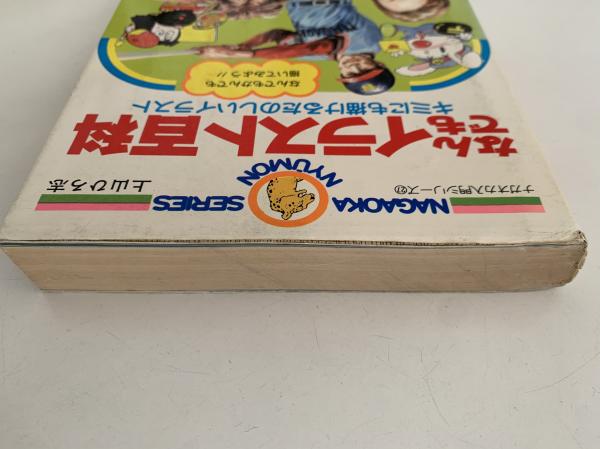 ナガオカ入門シリーズ㉗
NAGAOKA NYUMON SERIES
上山ひろ志
なんでもイラスト百科
キミにも描けるたのしいイラスト
なんでもかんでも
描いてみよう!!